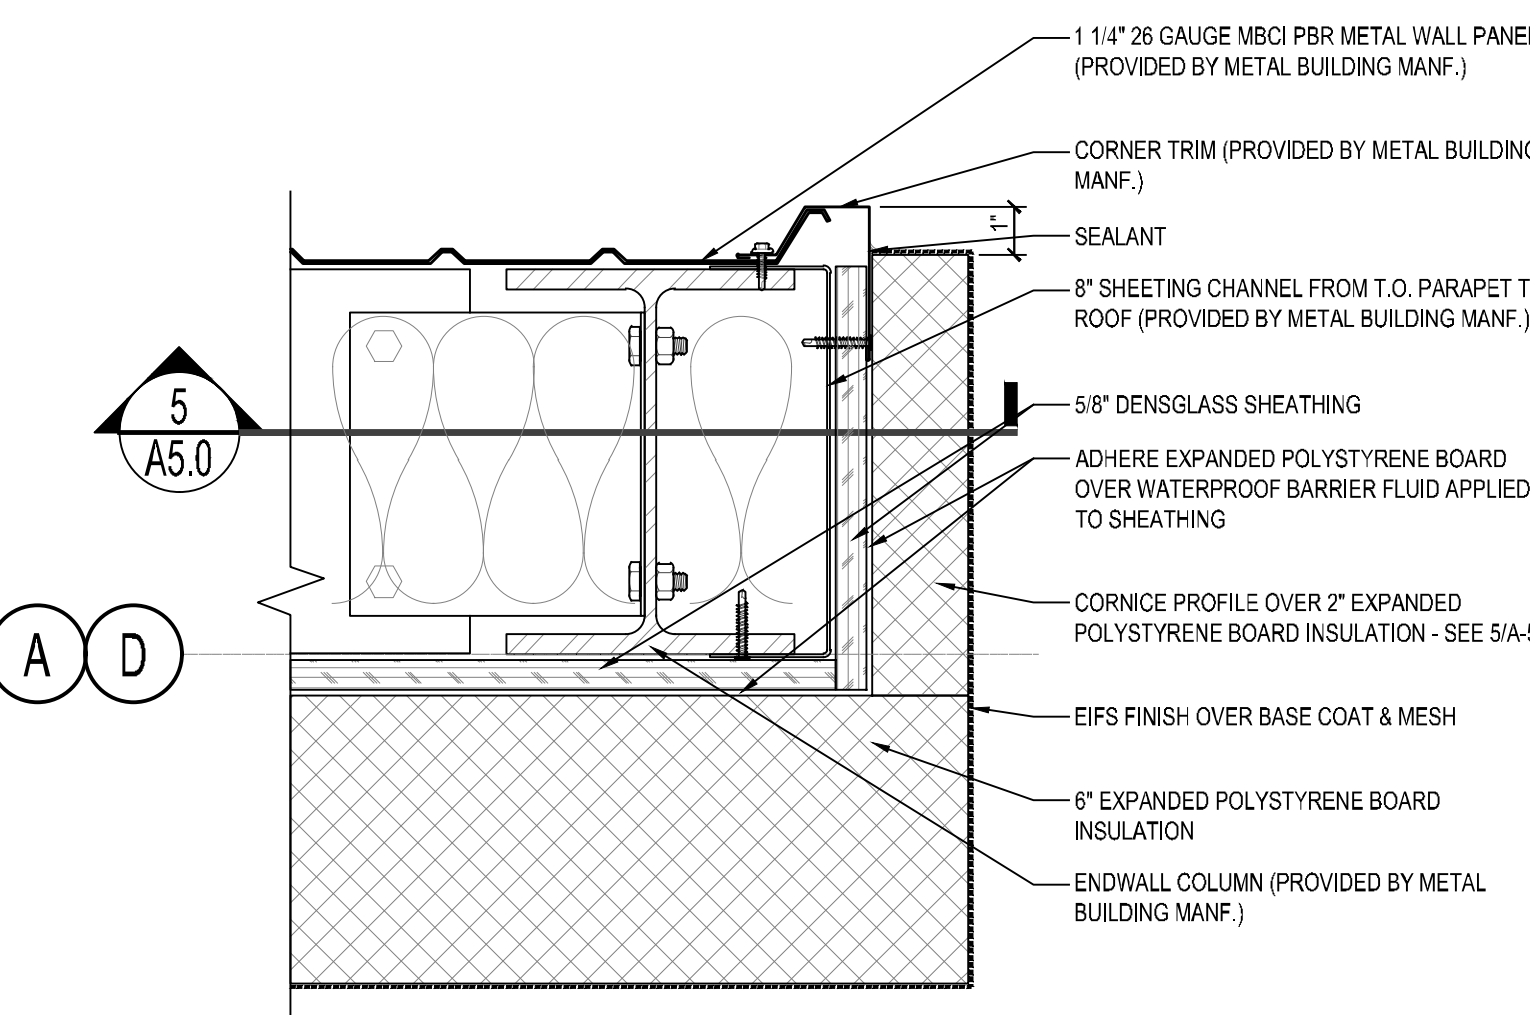 1 1/4" 26 GAUGE MBCI PBR METAL WALL PANEL
(PROVIDED BY METAL BUILDING MANF.)
CORNER TRIM (PROVIDED BY METAL BUILDING
MANF.)
1"
SEALANT
8" SHEETING CHANNEL FROM T.O. PARAPET T
ROOF (PROVIDED BY METAL BUILDING MANF.)
5
A5.0
5/8" DENSGLASS SHEATHING
ADHERE EXPANDED POLYSTYRENE BOARD
OVER WATERPROOF BARRIER FLUID APPLIED
TO SHEATHING
CORNICE PROFILE OVER 2" EXPANDED
POLYSTYRENE BOARD INSULATION - SEE 5/A-5
A
D
EIFS FINISH OVER BASE COAT & MESH
6" EXPANDED POLYSTYRENE BOARD
INSULATION
ENDWALL COLUMN (PROVIDED BY METAL
BUILDING MANF.)